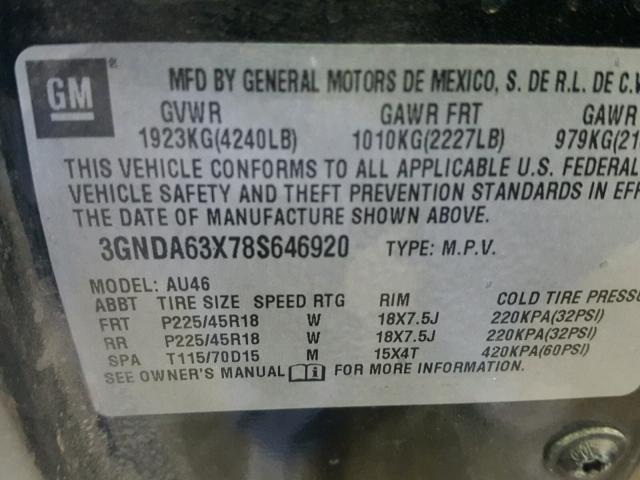 GM ®
MFD BY GENERAL MOTORS DE MEXICO, S. DE R.L. DE C.V
GVWR GAWR FRT GAWR
1923KG(4240LB) 1010KG(2227LB) 979KG(21
THIS VEHICLE CONFORMS TO ALL APPLICABLE U.S. FEDERAL
VEHICLE SAFETY AND THEFT PREVENTION STANDARDS IN EFF
THE DATE OF MANUFACTURE SHOWN ABOVE.
3GNDA63X78S646920 TYPE: M.P.V.
MODEL: AU46
ABBT TIRE SIZE SPEED RTG RIM COLD TIRE PRESSU
FRT P225/45R18 W 18X7.5J 220KPA(32PSI)
RR P225/45R18 W 18X7.5J 220KPA(32PSI)
SPA T115/70D15 M 15X4T 420KPA(60PSI)
SEE OWNER'S MANUAL FOR MORE INFORMATION.